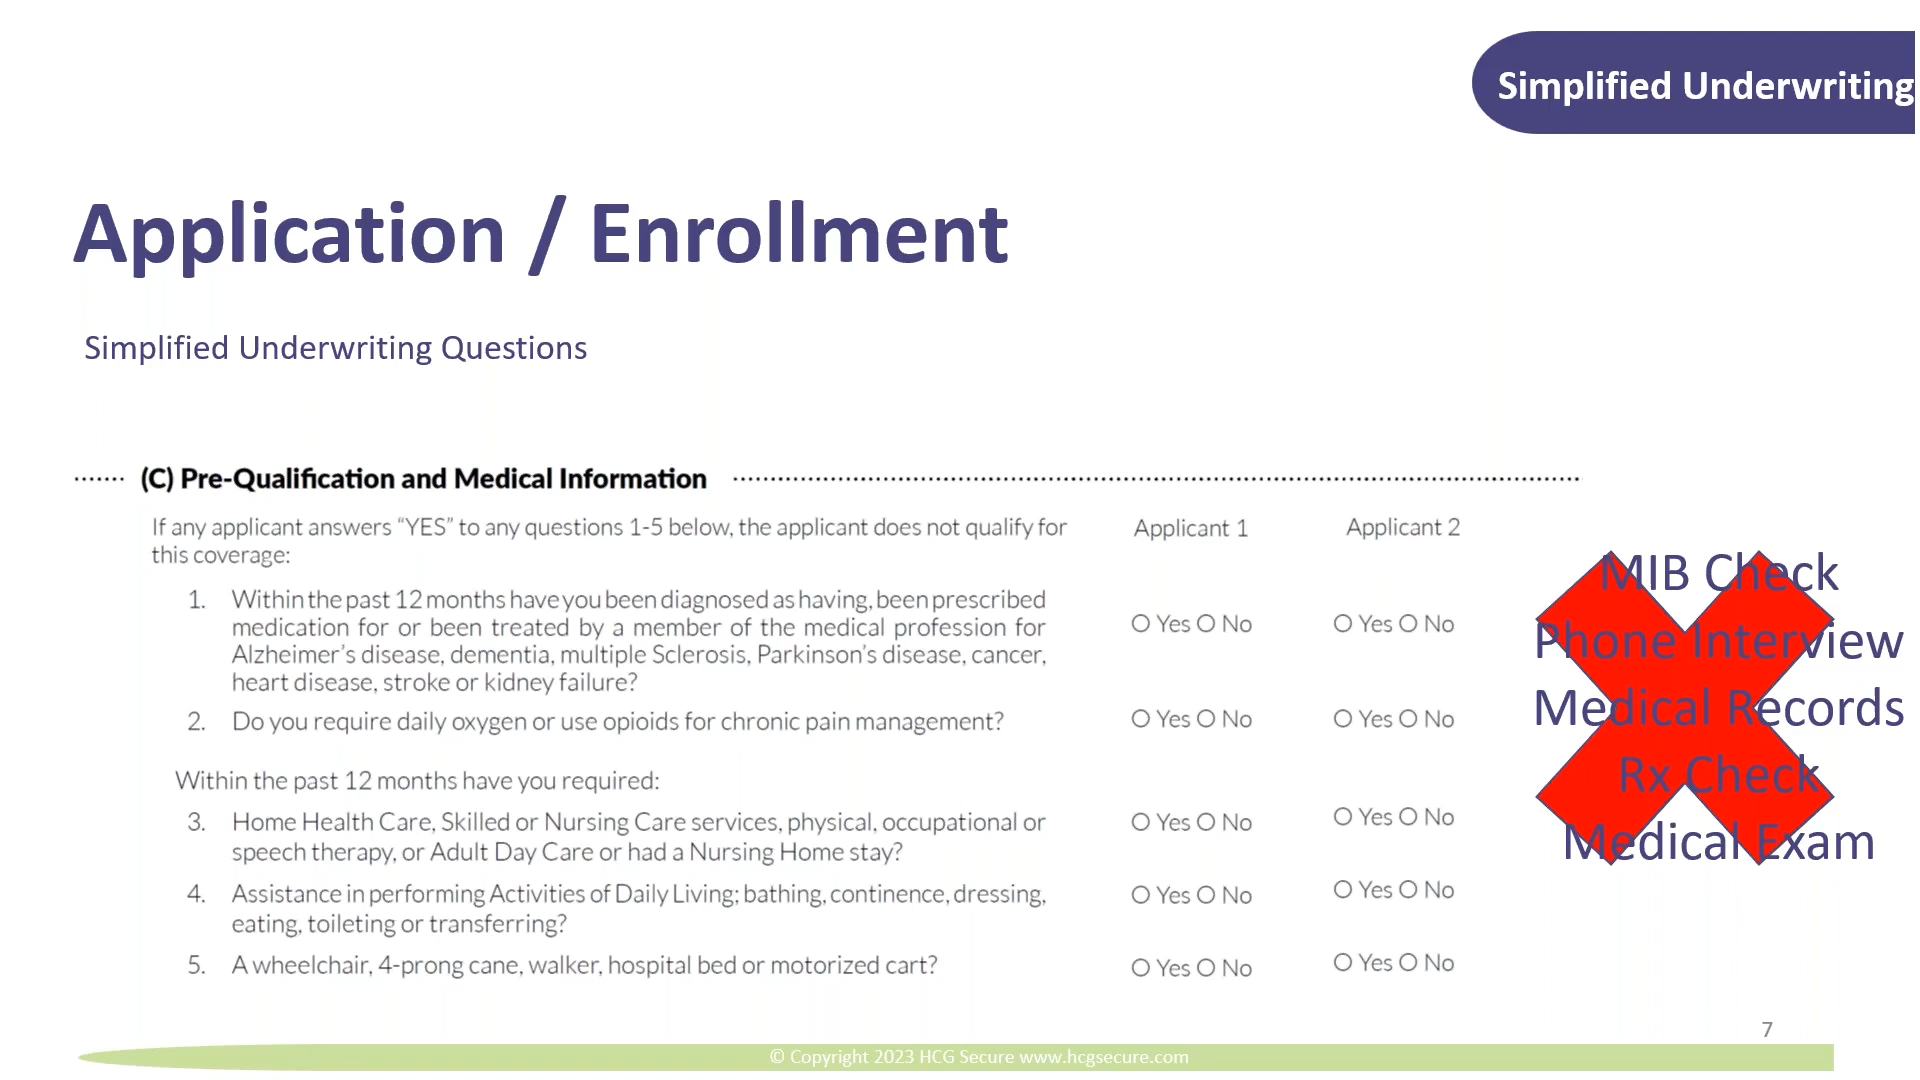 Simplified Underwriting
Application / Enrollment
Simplified Underwriting Questions
(C) Pre-Qualification and Medical Information
If any applicant answers “YES” to any questions 1-5 below, the applicant does not qualify for
this coverage:
Applicant 1
Applicant 2
1. Within the past 12 months have you been diagnosed as having, been prescribed
medication for or been treated by a member of the medical profession for
Alzheimer’s disease, dementia, multiple Sclerosis, Parkinson’s disease, cancer,
heart disease, stroke or kidney failure?
Yes No
Yes No
2. Do you require daily oxygen or use opioids for chronic pain management?
Yes No
Yes No
Within the past 12 months have you required:
3. Home Health Care, Skilled or Nursing Care services, physical, occupational or
speech therapy, or Adult Day Care or had a Nursing Home stay?
Yes No
Yes No
4. Assistance in performing Activities of Daily Living; bathing, continence, dressing,
eating, toileting or transferring?
Yes No
Yes No
5. A wheelchair, 4-prong cane, walker, hospital bed or motorized cart?
Yes No
Yes No
MIB Check
Phone Interview
Medical Records
Rx Check
Medical Exam
7
© Copyright 2023 HCG Secure www.hcgsecure.com